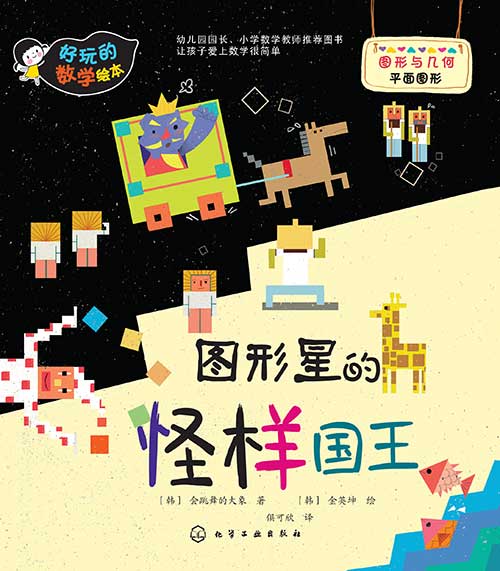 好玩的
数学绘本
幼儿园园长、小学数学教师推荐图书
让孩子爱上数学很简单
图形与几何
平面图形
图形星的
怪样国王
[韩] 会跳舞的大象 著 [韩] 金英坤 绘
俱可欣 译
化学工业出版社